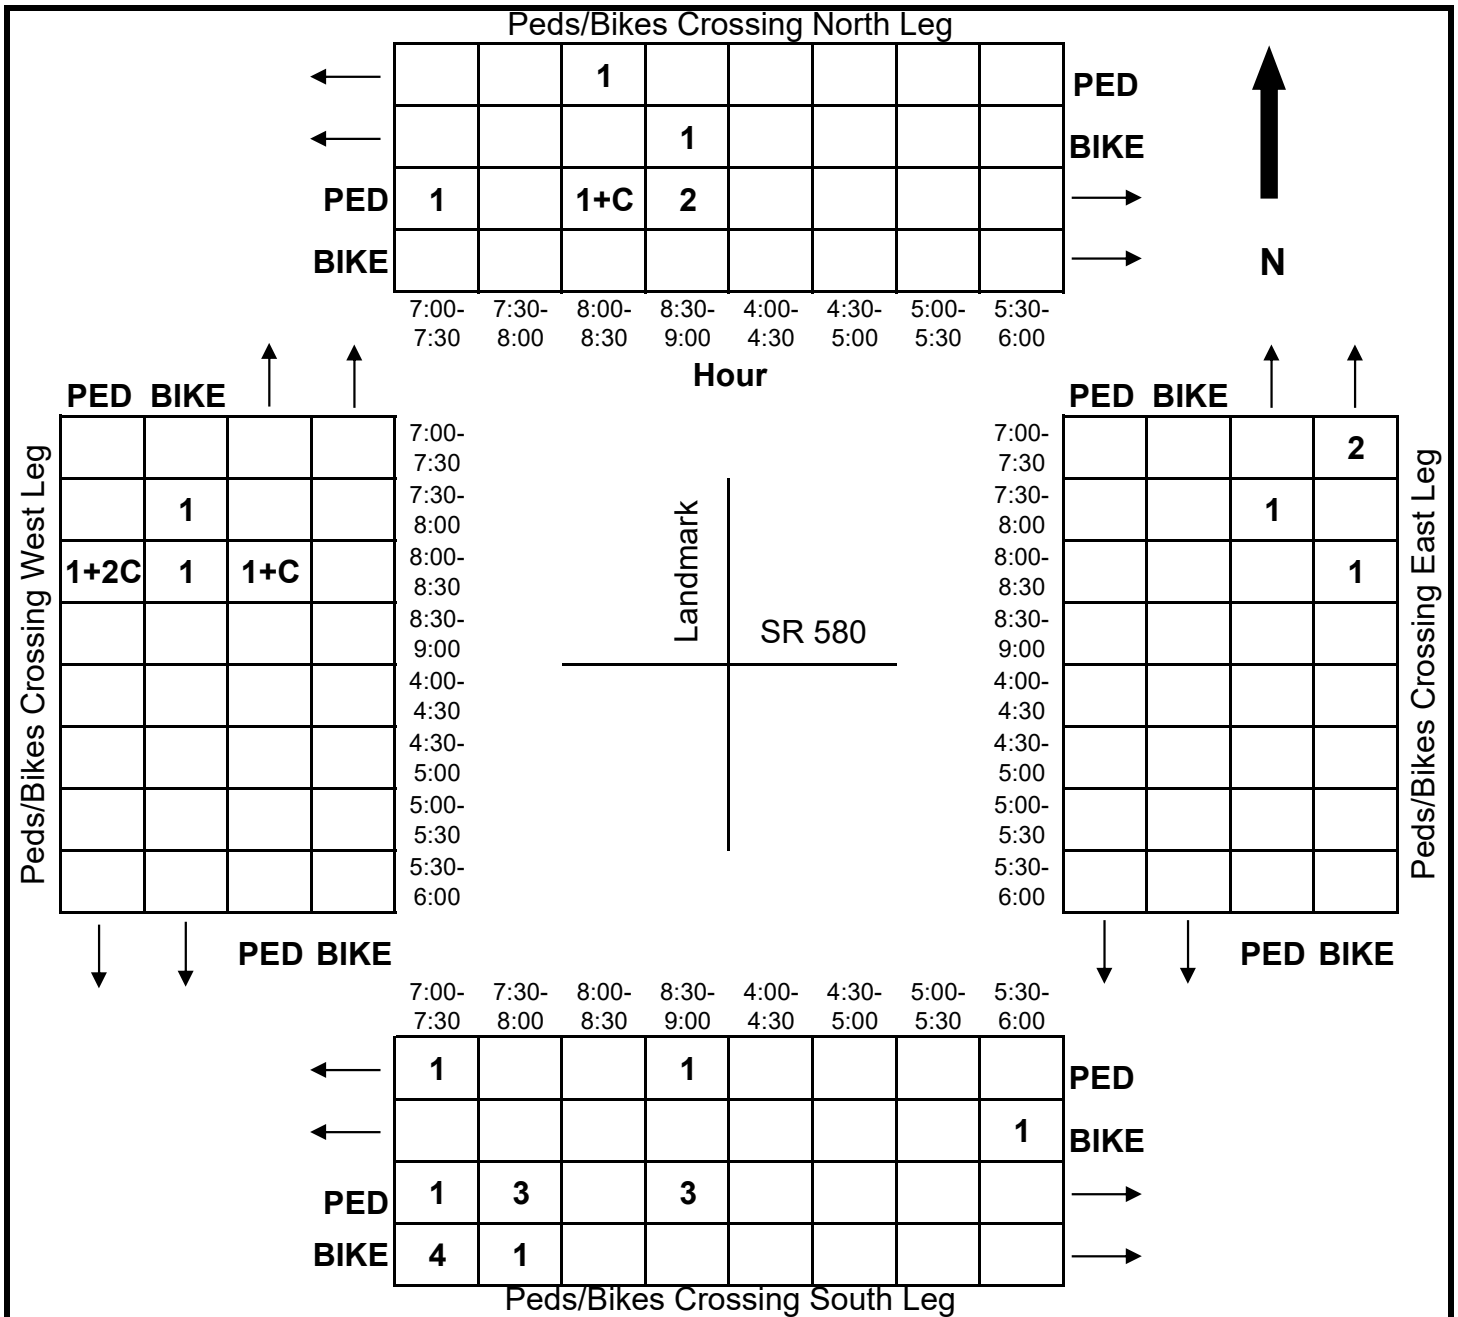 Peds/Bikes Crossing North Leg
1
PED
1
BIKE
PED 1 1+C 2
BIKE
N
7:00- 7:30- 8:00- 8:30- 4:00- 4:30- 5:00- 5:30-
7:30 8:00 8:30 9:00 4:30 5:00 5:30 6:00
Hour
PED BIKE
Peds/Bikes Crossing West Leg
7:00-
7:30
1 7:30-
8:00
1+2C 1 1+C 8:00-
8:30
8:30-
9:00
4:00-
4:30
4:30-
5:00
5:00-
5:30
5:30-
6:00
PED BIKE
Landmark
SR 580
PED BIKE
7:00- 2
7:30
7:30- 1
8:00
8:00- 1
8:30
8:30-
9:00
4:00-
4:30
4:30-
5:00
5:00-
5:30
5:30-
6:00
Peds/Bikes Crossing East Leg
PED BIKE
7:00- 7:30- 8:00- 8:30- 4:00- 4:30- 5:00- 5:30-
7:30 8:00 8:30 9:00 4:30 5:00 5:30 6:00
1 1 PED
1 BIKE
PED 1 3 3
BIKE 4 1
Peds/Bikes Crossing South Leg